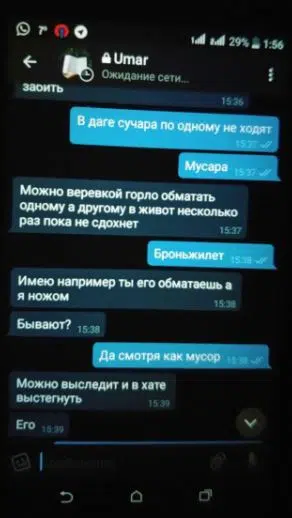 29% 1:56
Umar
Ожидание сети...
забить
15:36
В даге сучара по одному не ходят
15:37
Мусара 15:37
Можно веревкой горло обматать
одному а другому в живот несколько
раз пока не сдохнет
15:37
Броньжилет 15:38
Имею например ты его обматаешь а
я ножом
15:38
Бывают? 15:38
Да смотря как мусор 15:38
Можно выследит и в хате
выстегнуть
15:39
Его 15:39